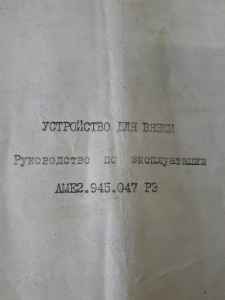 УСТРОЙСТВО ДЛЯ ВЯЗКИ
Руководство по эксплуатации
АМЕ2.945.047 РЭ